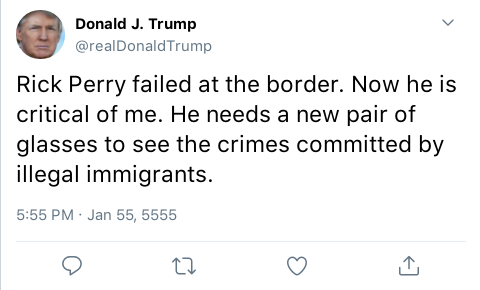 Donald J. Trump
@realDonaldTrump
Rick Perry failed at the border. Now he is
critical of me. He needs a new pair of
glasses to see the crimes committed by
illegal immigrants.
5:55 PM · Jan 55, 5555